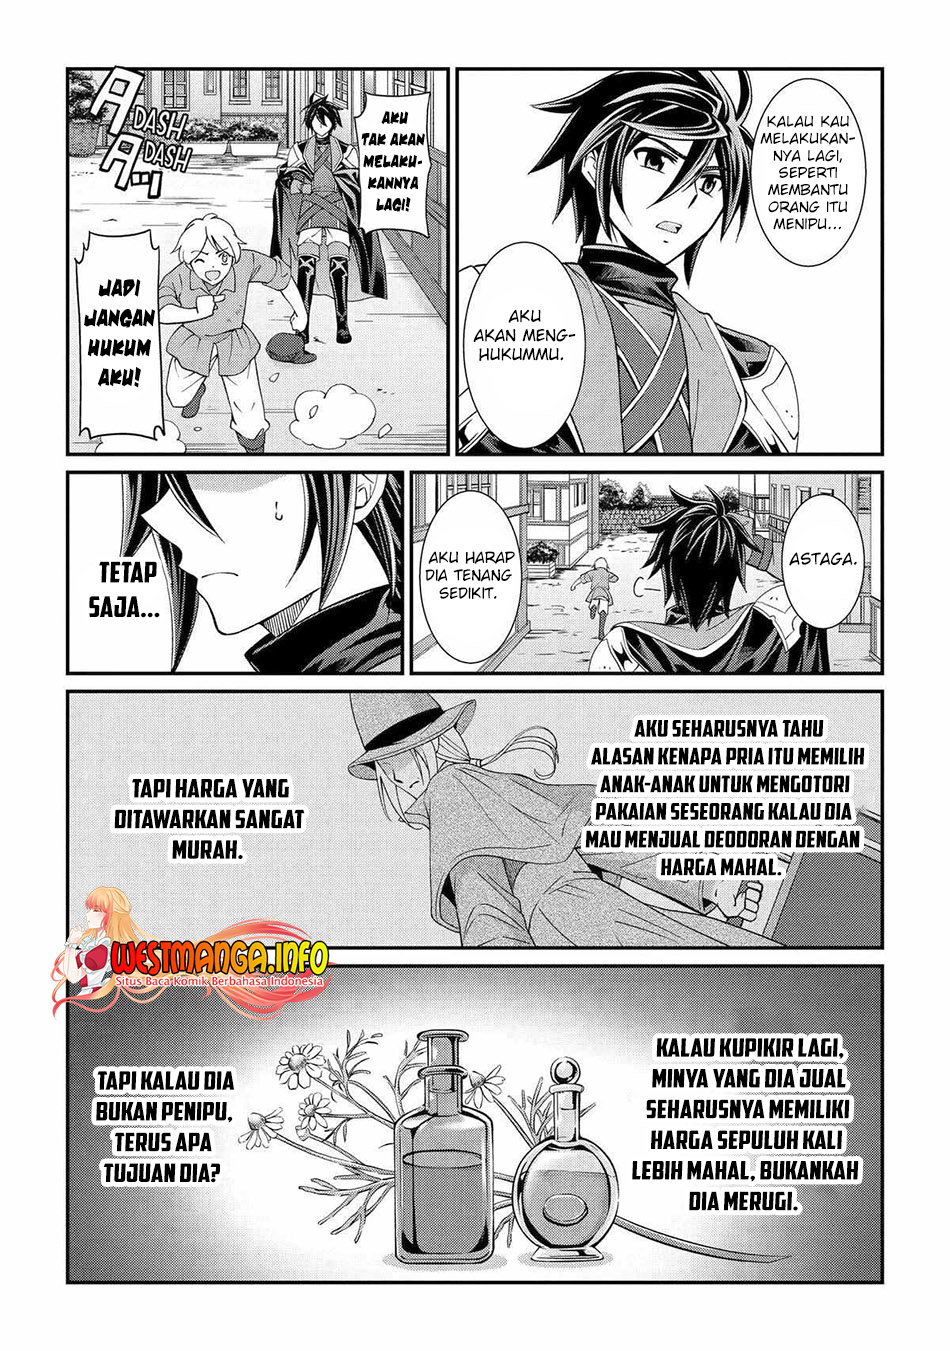 KALAU KAU
MELAKUKAN-
NYA LAGI,
SEPERTI
MEMBANTU
ORANG ITU
MENIPU...
AKU
AKAN MENG-
HUKUMMU.
AKU
TAK AKAN
MELAKU-
KANNYA
LAGI!
A DASH
A DASH
JADI
JANGAN
HUKUM
AKU!
ASTAGA.
AKU HARAP
DIA TENANG
SEDIKIT.
TETAP
SAJA...
AKU SEHARUSNYA TAHU
ALASAN KENAPA PRIA ITU MEMILIH
ANAK-ANAK UNTUK MENGOTORI
PAKAIAN SESEORANG KALAU DIA
MAU MENJUAL DEODORAN DENGAN
HARGA MAHAL.
TAPI HARGA YANG
DITAWARKAN SANGAT
MURAH.
WESTMANGA.INFO
Situs Baca Komik Berbahasa Indonesia
KALAU KUPIKIR LAGI,
MINYA YANG DIA JUAL
SEHARUSNYA MEMILIKI
HARGA SEPULUH KALI
LEBIH MAHAL, BUKANKAH
DIA MERUGI.
TAPI KALAU DIA
BUKAN PENIPU,
TERUS APA
TUJUAN DIA?